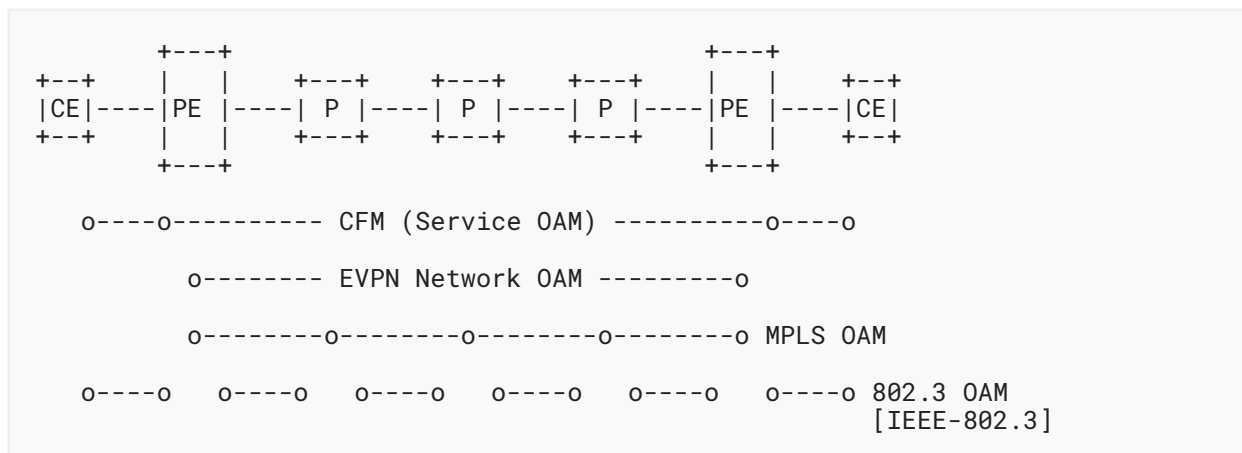 +---+                               +---+
+--+     |   |    +---+    +---+    +---+    |   |    +--+
|CE|----|PE |----| P |----| P |----| P |----|PE |----|CE|
+--+     |   |    +---+    +---+    +---+    |   |    +--+
         +---+                               +---+
o----o---------- CFM (Service OAM) ----------o----o
o-------- EVPN Network OAM ---------o
o--------o--------o--------o--------o MPLS OAM
o----o   o----o   o----o   o----o   o----o   o----o 802.3 OAM
[IEEE-802.3]